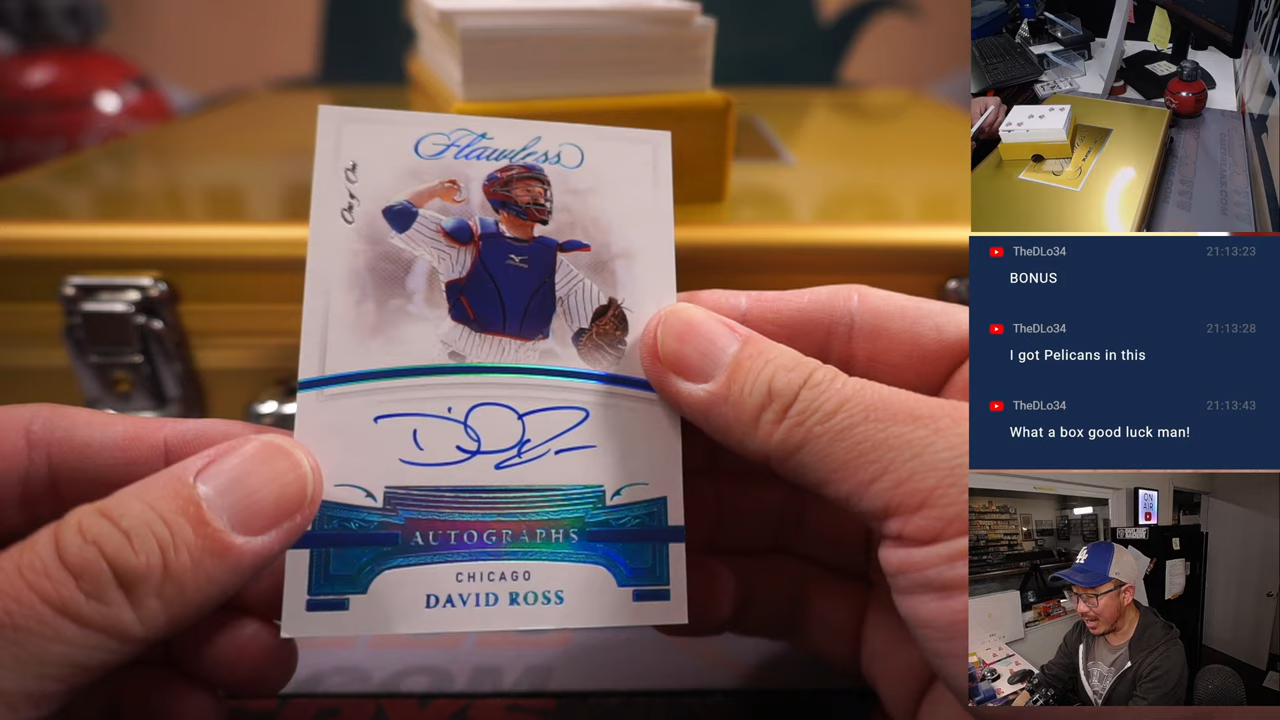 Flawless
One of One
AUTOGRAPHS
CHICAGO
DAVID ROSS
TheDLo34 21:13:23
BONUS
TheDLo34 21:13:28
I got Pelicans in this
TheDLo34 21:13:43
What a box good luck man!
ON
AIR
LA